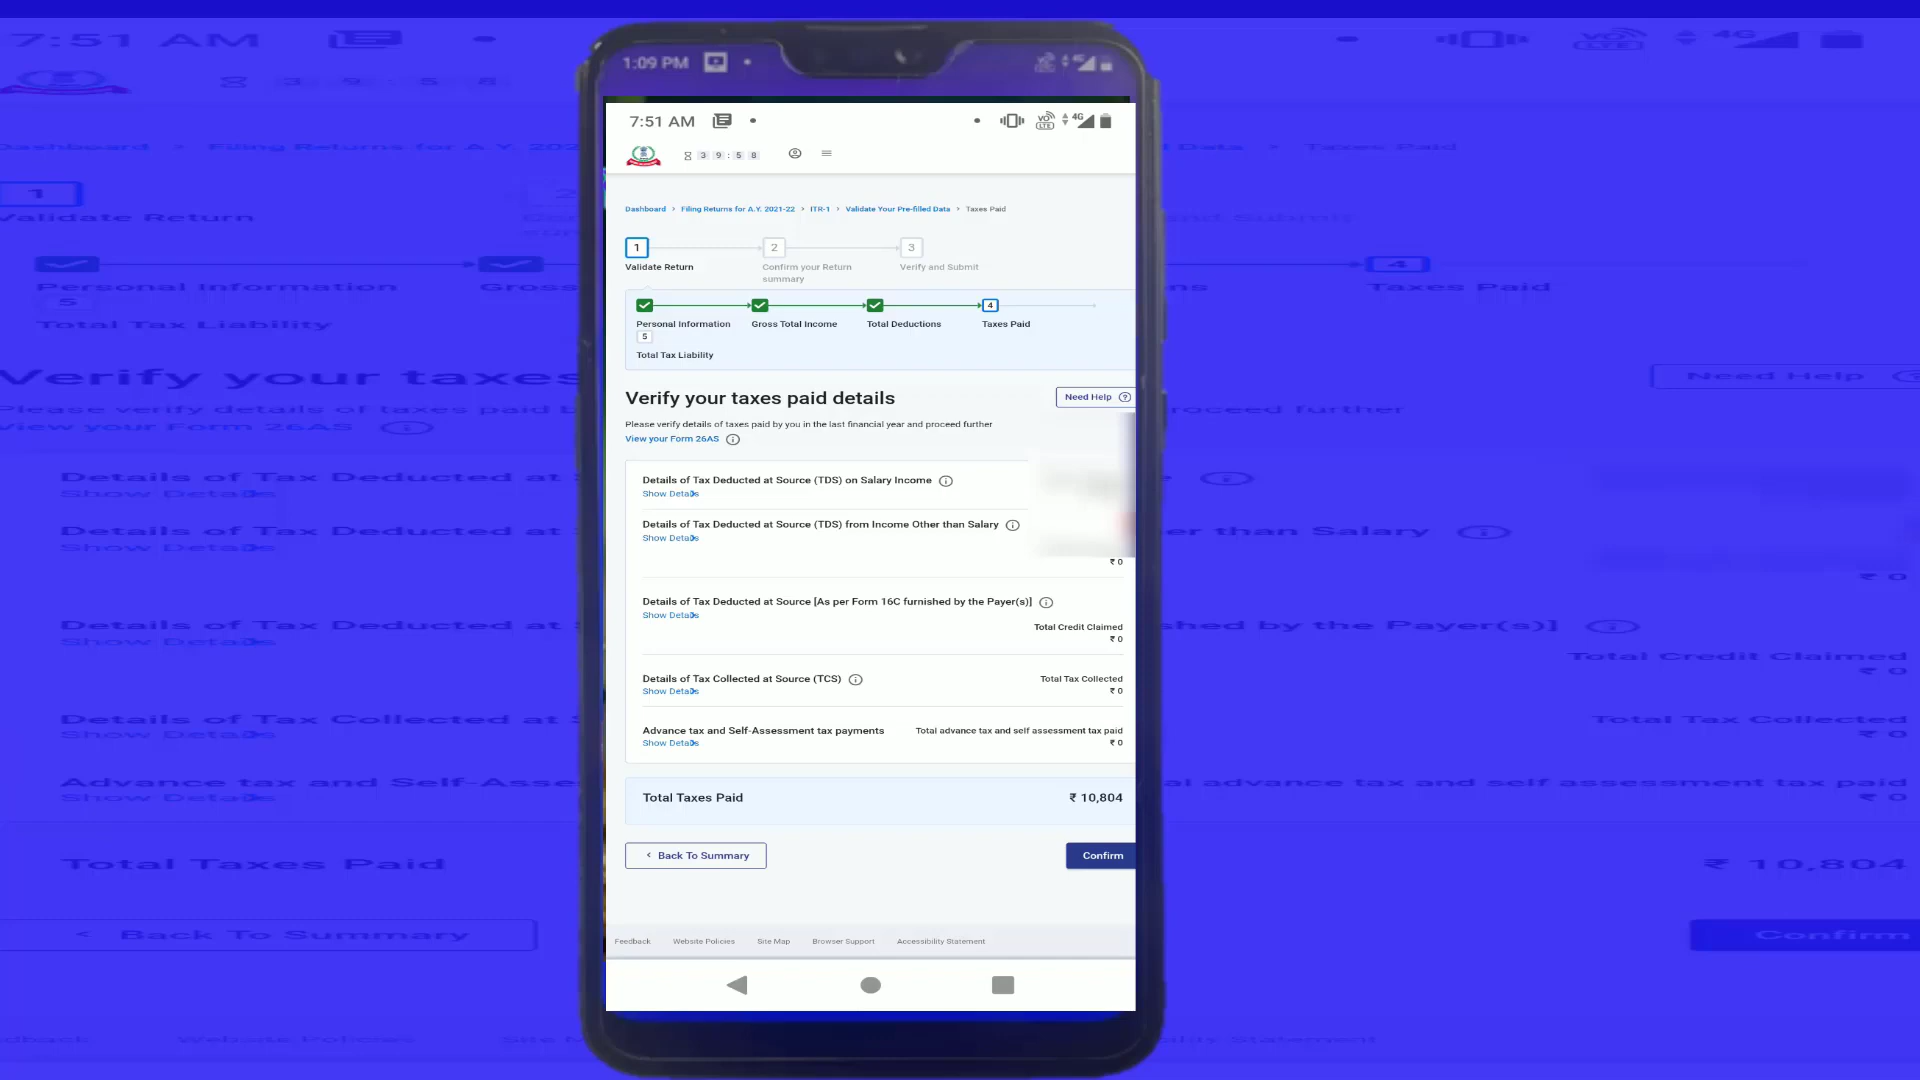 1:09 PM
7:51 AM
3 9 : 5 8
Dashboard > Filing Returns for A.Y. 2021-22 > ITR-1 > Validate Your Pre-filled Data > Taxes Paid
1 2 3
Validate Return Confirm your Return summary Verify and Submit
4
Personal Information Gross Total Income Total Deductions Taxes Paid
5
Total Tax Liability
Verify your taxes paid details
Need Help ?
Please verify details of taxes paid by you in the last financial year and proceed further
View your Form 26AS
Details of Tax Deducted at Source (TDS) on Salary Income
Show Details
Details of Tax Deducted at Source (TDS) from Income Other than Salary
Show Details
₹ 0
Details of Tax Deducted at Source [As per Form 16C furnished by the Payer(s)]
Show Details
Total Credit Claimed
₹ 0
Details of Tax Collected at Source (TCS) Total Tax Collected
Show Details ₹ 0
Advance tax and Self-Assessment tax payments Total advance tax and self assessment tax paid
Show Details ₹ 0
Total Taxes Paid ₹ 10,804
< Back To Summary Confirm
Feedback Website Policies Site Map Browser Support Accessibility Statement